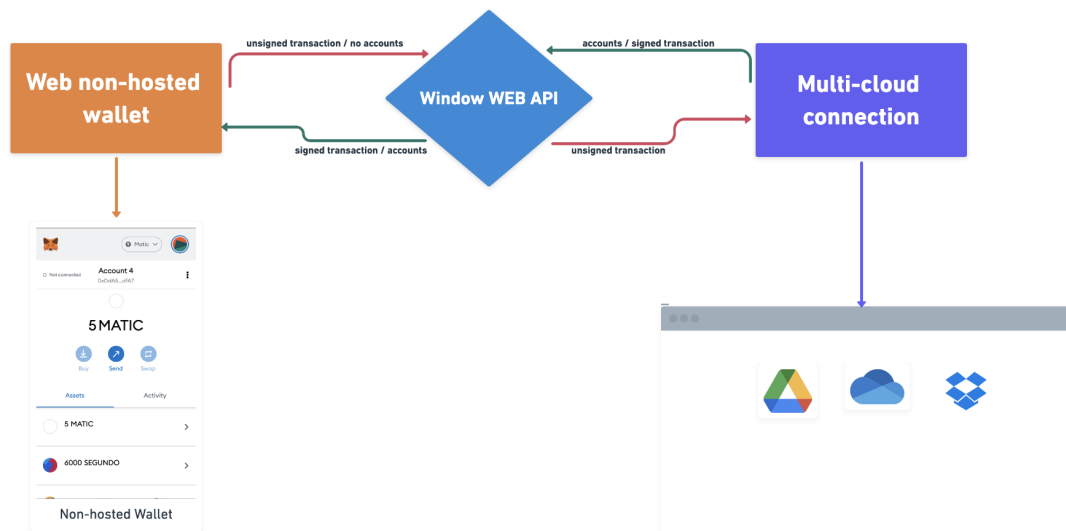 unsigned transaction / no accounts
accounts / signed transaction
Web non-hosted
wallet
Window WEB API
Multi-cloud
connection
signed transaction / accounts
unsigned transaction
Matic
Not connected
Account 4
5 MATIC
Buy
Send
Swap
Assets
Activity
5 MATIC
6000 SEGUNDO
Non-hosted Wallet